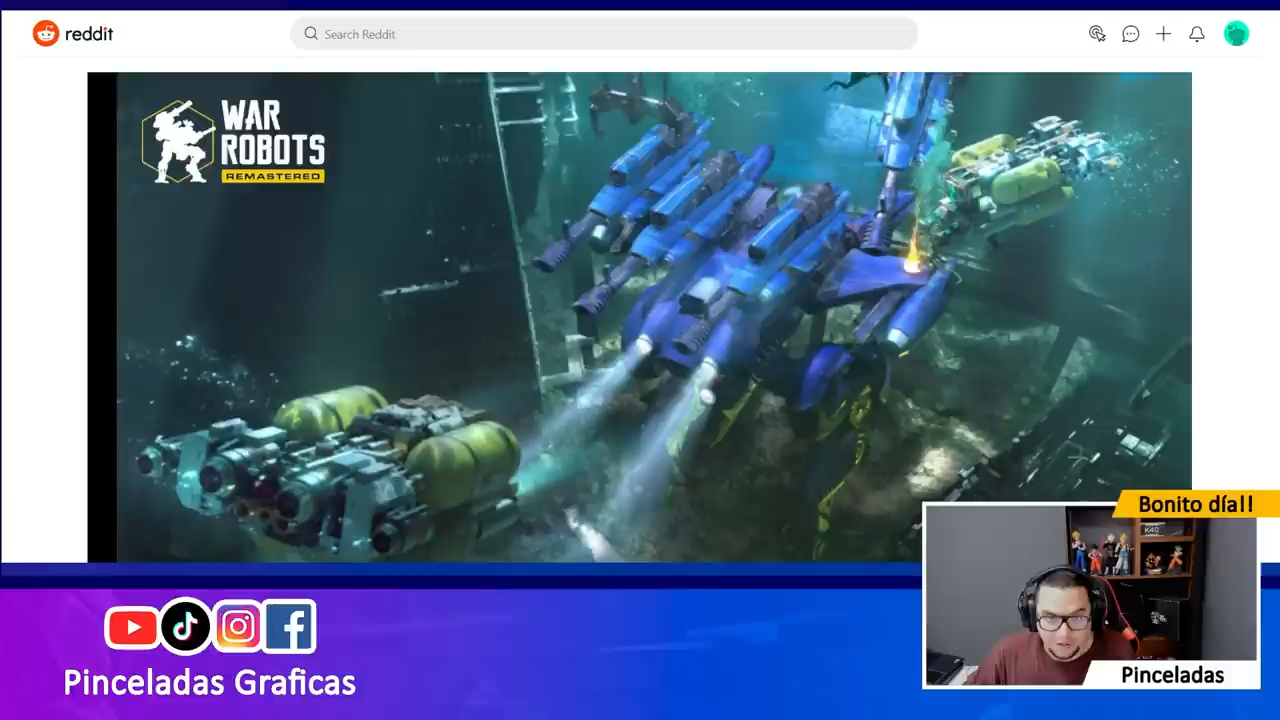 reddit
Search Reddit
WAR
ROBOTS
REMASTERED
Bonito día!!
K40
Pinceladas
Pinceladas Graficas